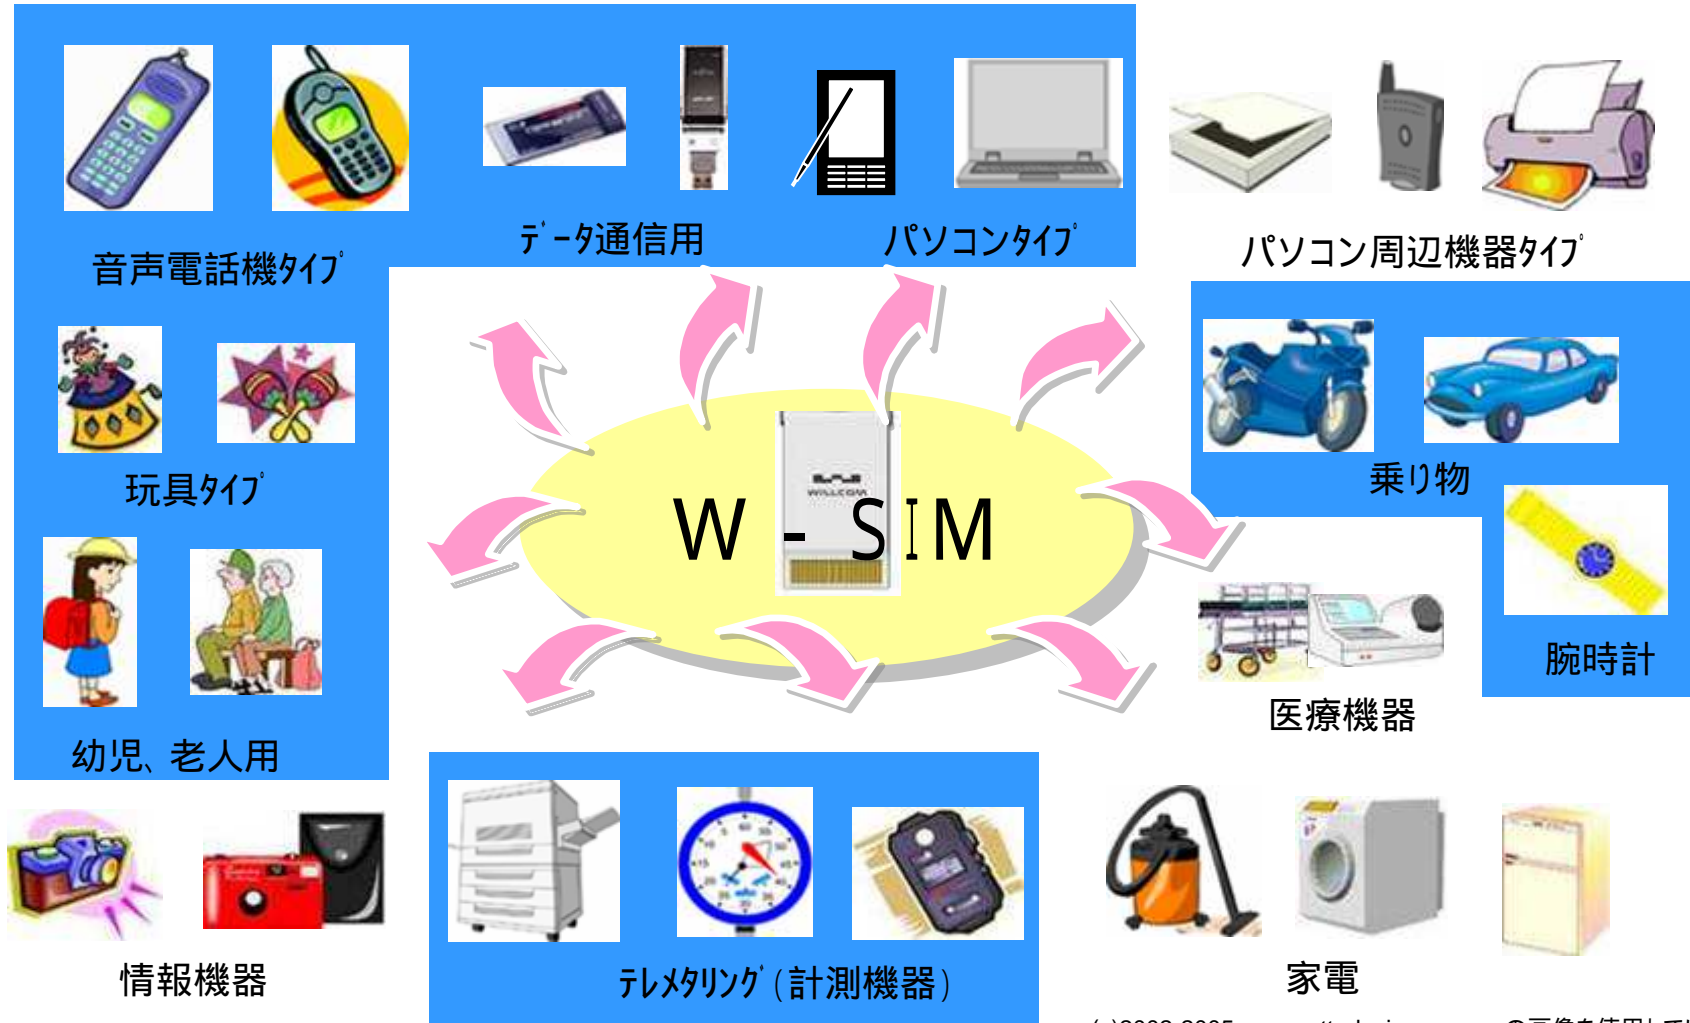 データ通信用
パソコンタイプ
音声電話機タイプ
パソコン周辺機器タイプ
玩具タイプ
乗り物
WILLCOM
W - SIM
腕時計
医療機器
幼児、老人用
情報機器
テレメタリング(計測機器)
家電